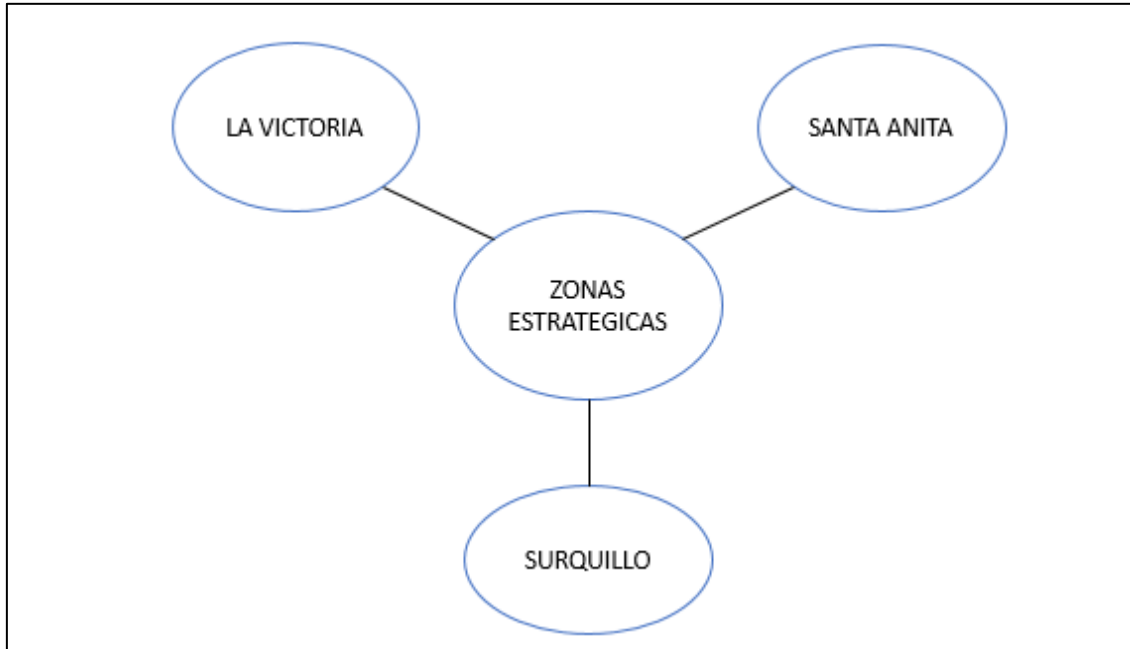 LA VICTORIA
SANTA ANITA
ZONAS
ESTRATEGICAS
SURQUILLO